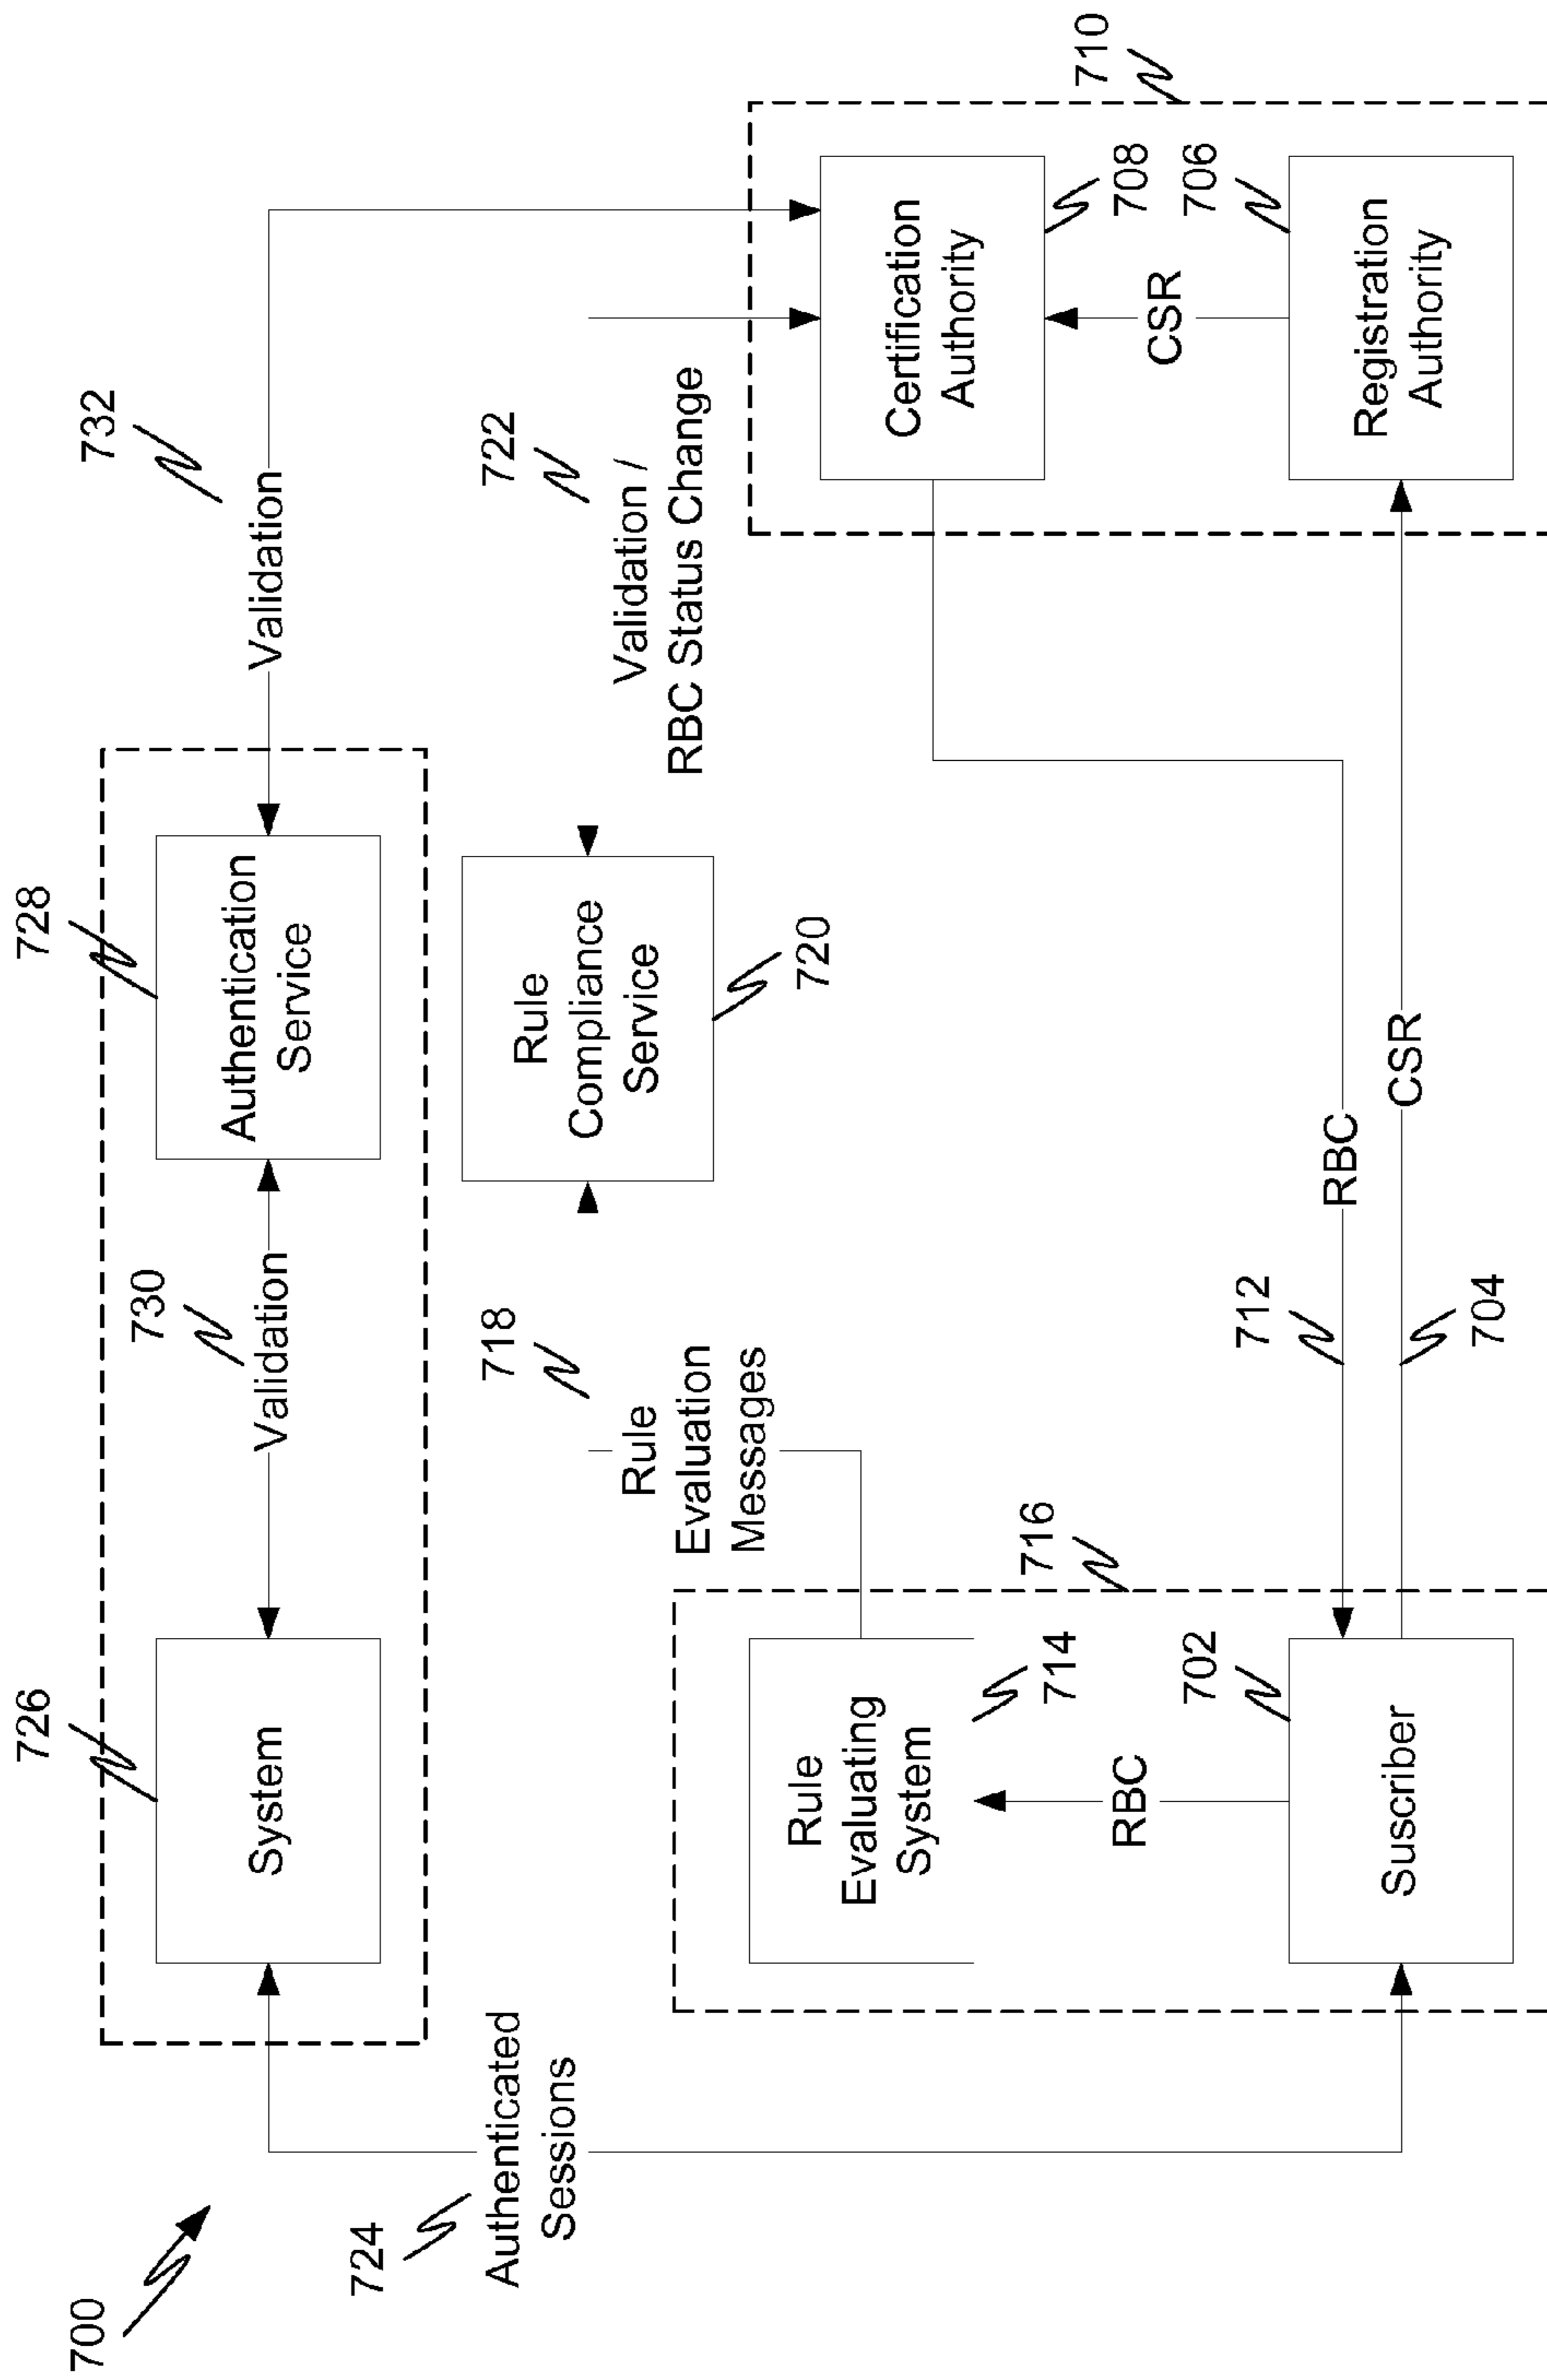 700
726
728
732
System
730
Validation
Authentication
Service
Validation
724
Authenticated
Sessions
718
Rule
Evaluation
Messages
Rule
Compliance
Service
720
722
Validation /
RBC Status Change
716
Rule
Evaluating
System
714
RBC
702
Suscriber
712
RBC
704
CSR
710
Certification
Authority
708
CSR
706
Registration
Authority